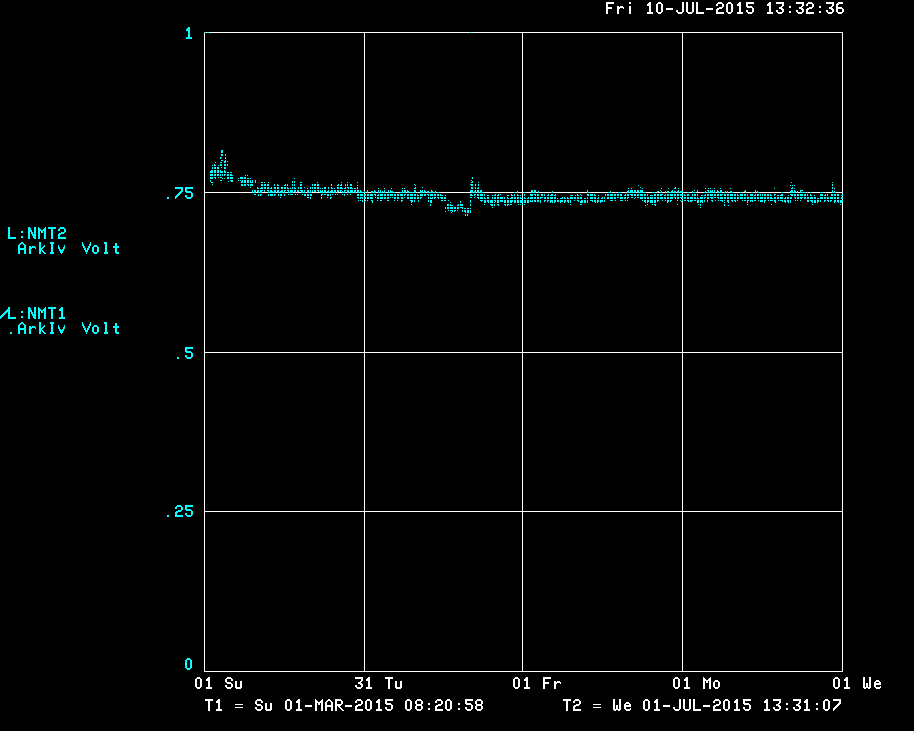 Fri 10-JUL-2015 13:32:36
1
.75
L:NMT2
ArkIv Volt
L:NMT1
.ArkIv Volt
.5
.25
0
01 Su 31 Tu 01 Fr 01 Mo 01 We
T1 = Su 01-MAR-2015 08:20:58 T2 = We 01-JUL-2015 13:31:07